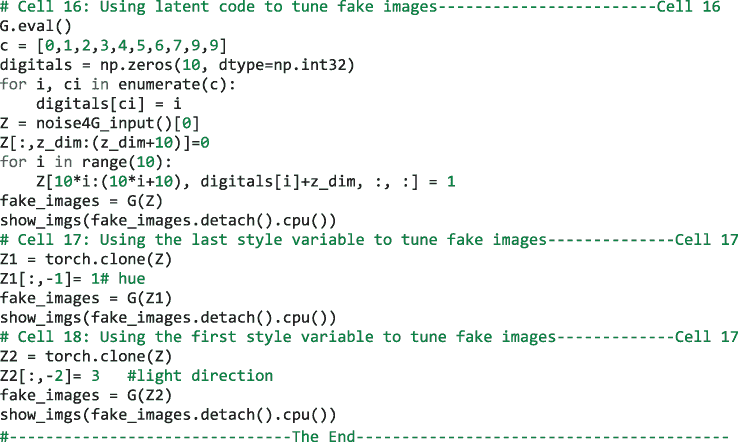 # Cell 16: Using latent code to tune fake images-------------------------Cell 16
G.eval()
c = [0,1,2,3,4,5,6,7,9,9]
digitals = np.zeros(10, dtype=np.int32)
for i, ci in enumerate(c):
    digitals[ci] = i
Z = noise4G_input()[0]
Z[:,z_dim:(z_dim+10)]=0
for i in range(10):
    Z[10*i:(10*i+10), digitals[i]+z_dim, :, :] = 1
fake_images = G(Z)
show_imgs(fake_images.detach().cpu())
# Cell 17: Using the last style variable to tune fake images--------------Cell 17
Z1 = torch.clone(Z)
Z1[:,-1]= 1# hue
fake_images = G(Z1)
show_imgs(fake_images.detach().cpu())
# Cell 18: Using the first style variable to tune fake images-------------Cell 17
Z2 = torch.clone(Z)
Z2[:,-2]= 3   #light direction
fake_images = G(Z2)
show_imgs(fake_images.detach().cpu())
#--------------------------------The End------------------------------------------